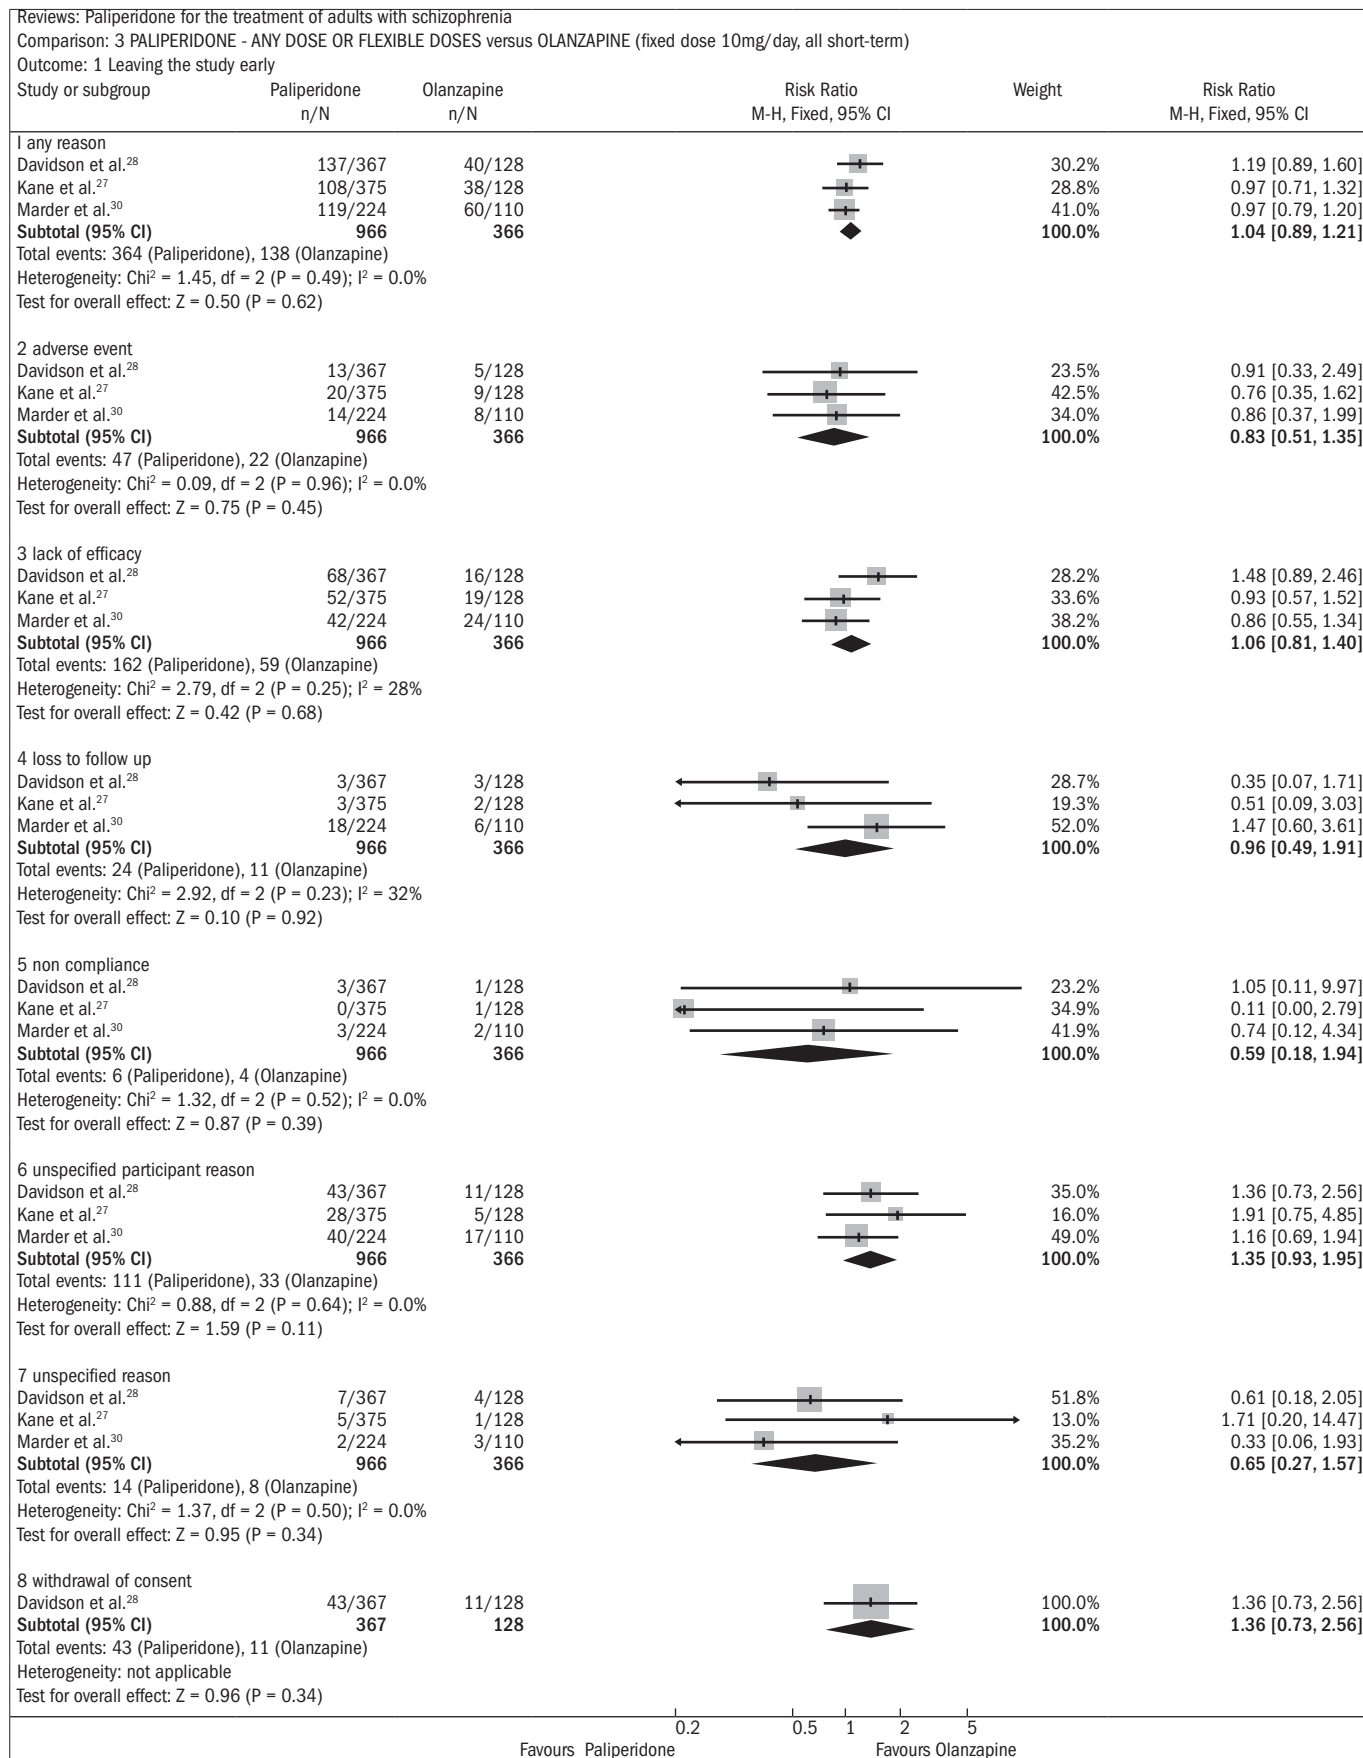 Reviews: Paliperidone for the treatment of adults with schizophrenia
Comparison: 3 PALIPERIDONE - ANY DOSE OR FLEXIBLE DOSES versus OLANZAPINE (fixed dose 10mg/day, all short-term)
Outcome: 1 Leaving the study early
Study or subgroup Paliperidone Olanzapine Risk Ratio Weight Risk Ratio
n/N n/N M-H, Fixed, 95% CI M-H, Fixed, 95% CI
I any reason
Davidson et al.28 137/367 40/128 30.2% 1.19 [0.89, 1.60]
Kane et al.27 108/375 38/128 28.8% 0.97 [0.71, 1.32]
Marder et al.30 119/224 60/110 41.0% 0.97 [0.79, 1.20]
Subtotal (95% CI) 966 366 100.0% 1.04 [0.89, 1.21]
Total events: 364 (Paliperidone), 138 (Olanzapine)
Heterogeneity: Chi² = 1.45, df = 2 (P = 0.49); I² = 0.0%
Test for overall effect: Z = 0.50 (P = 0.62)
2 adverse event
Davidson et al.28 13/367 5/128 23.5% 0.91 [0.33, 2.49]
Kane et al.27 20/375 9/128 42.5% 0.76 [0.35, 1.62]
Marder et al.30 14/224 8/110 34.0% 0.86 [0.37, 1.99]
Subtotal (95% CI) 966 366 100.0% 0.83 [0.51, 1.35]
Total events: 47 (Paliperidone), 22 (Olanzapine)
Heterogeneity: Chi² = 0.09, df = 2 (P = 0.96); I² = 0.0%
Test for overall effect: Z = 0.75 (P = 0.45)
3 lack of efficacy
Davidson et al.28 68/367 16/128 28.2% 1.48 [0.89, 2.46]
Kane et al.27 52/375 19/128 33.6% 0.93 [0.57, 1.52]
Marder et al.30 42/224 24/110 38.2% 0.86 [0.55, 1.34]
Subtotal (95% CI) 966 366 100.0% 1.06 [0.81, 1.40]
Total events: 162 (Paliperidone), 59 (Olanzapine)
Heterogeneity: Chi² = 2.79, df = 2 (P = 0.25); I² = 28%
Test for overall effect: Z = 0.42 (P = 0.68)
4 loss to follow up
Davidson et al.28 3/367 3/128 28.7% 0.35 [0.07, 1.71]
Kane et al.27 3/375 2/128 19.3% 0.51 [0.09, 3.03]
Marder et al.30 18/224 6/110 52.0% 1.47 [0.60, 3.61]
Subtotal (95% CI) 966 366 100.0% 0.96 [0.49, 1.91]
Total events: 24 (Paliperidone), 11 (Olanzapine)
Heterogeneity: Chi² = 2.92, df = 2 (P = 0.23); I² = 32%
Test for overall effect: Z = 0.10 (P = 0.92)
5 non compliance
Davidson et al.28 3/367 1/128 23.2% 1.05 [0.11, 9.97]
Kane et al.27 0/375 1/128 34.9% 0.11 [0.00, 2.79]
Marder et al.30 3/224 2/110 41.9% 0.74 [0.12, 4.34]
Subtotal (95% CI) 966 366 100.0% 0.59 [0.18, 1.94]
Total events: 6 (Paliperidone), 4 (Olanzapine)
Heterogeneity: Chi² = 1.32, df = 2 (P = 0.52); I² = 0.0%
Test for overall effect: Z = 0.87 (P = 0.39)
6 unspecified participant reason
Davidson et al.28 43/367 11/128 35.0% 1.36 [0.73, 2.56]
Kane et al.27 28/375 5/128 16.0% 1.91 [0.75, 4.85]
Marder et al.30 40/224 17/110 49.0% 1.16 [0.69, 1.94]
Subtotal (95% CI) 966 366 100.0% 1.35 [0.93, 1.95]
Total events: 111 (Paliperidone), 33 (Olanzapine)
Heterogeneity: Chi² = 0.88, df = 2 (P = 0.64); I² = 0.0%
Test for overall effect: Z = 1.59 (P = 0.11)
7 unspecified reason
Davidson et al.28 7/367 4/128 51.8% 0.61 [0.18, 2.05]
Kane et al.27 5/375 1/128 13.0% 1.71 [0.20, 14.47]
Marder et al.30 2/224 3/110 35.2% 0.33 [0.06, 1.93]
Subtotal (95% CI) 966 366 100.0% 0.65 [0.27, 1.57]
Total events: 14 (Paliperidone), 8 (Olanzapine)
Heterogeneity: Chi² = 1.37, df = 2 (P = 0.50); I² = 0.0%
Test for overall effect: Z = 0.95 (P = 0.34)
8 withdrawal of consent
Davidson et al.28 43/367 11/128 100.0% 1.36 [0.73, 2.56]
Subtotal (95% CI) 367 128 100.0% 1.36 [0.73, 2.56]
Total events: 43 (Paliperidone), 11 (Olanzapine)
Heterogeneity: not applicable
Test for overall effect: Z = 0.96 (P = 0.34)
0.2 0.5 1 2 5
Favours Paliperidone Favours Olanzapine